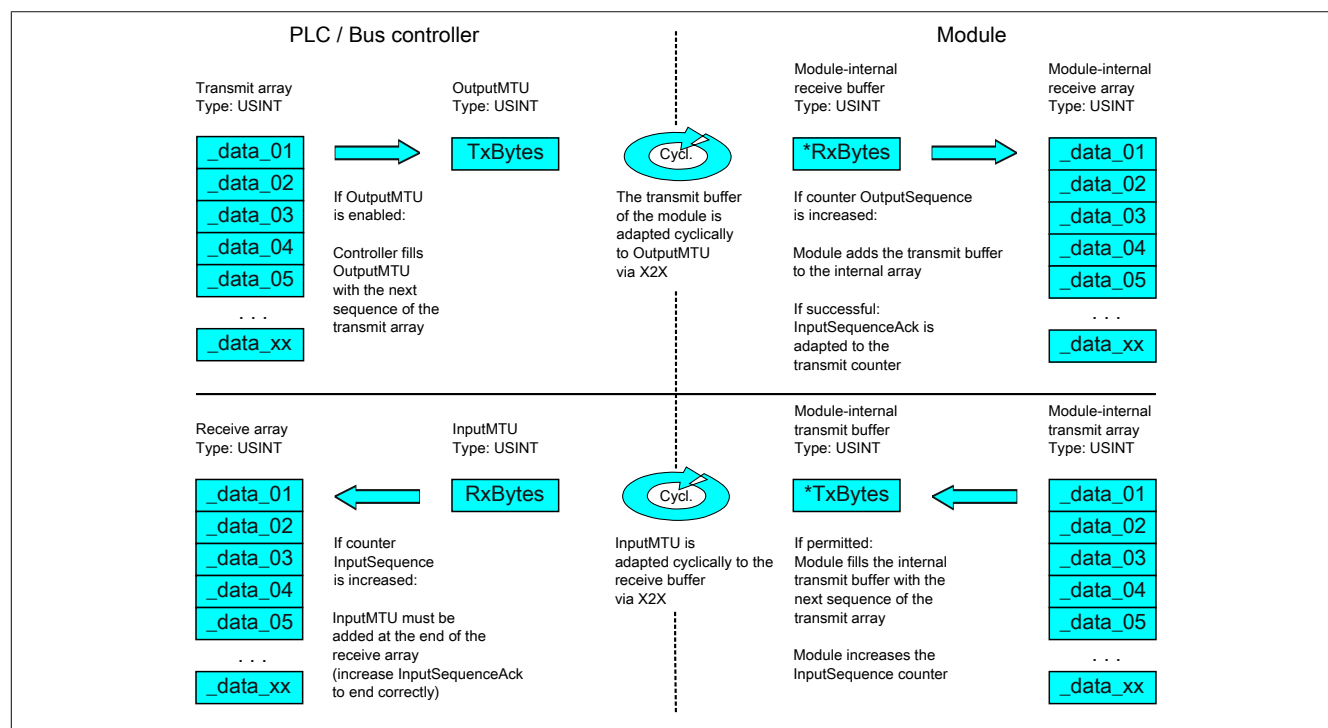 PLC / Bus controller
Module
Transmit array
Type: USINT
_data_01
_data_02
_data_03
_data_04
_data_05
. . .
_data_xx
If OutputMTU
is enabled:
Controller fills
OutputMTU
with the next
sequence of the
transmit array
OutputMTU
Type: USINT
TxBytes
Cycl.
The transmit buffer
of the module is
adapted cyclically
to OutputMTU
via X2X
Module-internal
receive buffer
Type: USINT
*RxBytes
If counter OutputSequence
is increased:
Module adds the transmit buffer
to the internal array
If successful:
InputSequenceAck is
adapted to the
transmit counter
Module-internal
receive array
Type: USINT
_data_01
_data_02
_data_03
_data_04
_data_05
. . .
_data_xx
Receive array
Type: USINT
_data_01
_data_02
_data_03
_data_04
_data_05
. . .
_data_xx
If counter
InputSequence
is increased:
InputMTU must be
added at the end of the
receive array
(increase InputSequenceAck
to end correctly)
InputMTU
Type: USINT
RxBytes
Cycl.
InputMTU is
adapted cyclically to the
receive buffer
via X2X
Module-internal
transmit buffer
Type: USINT
*TxBytes
If permitted:
Module fills the internal
transmit buffer with the
next sequence of the
transmit array
Module increases the
InputSequence counter
Module-internal
transmit array
Type: USINT
_data_01
_data_02
_data_03
_data_04
_data_05
. . .
_data_xx